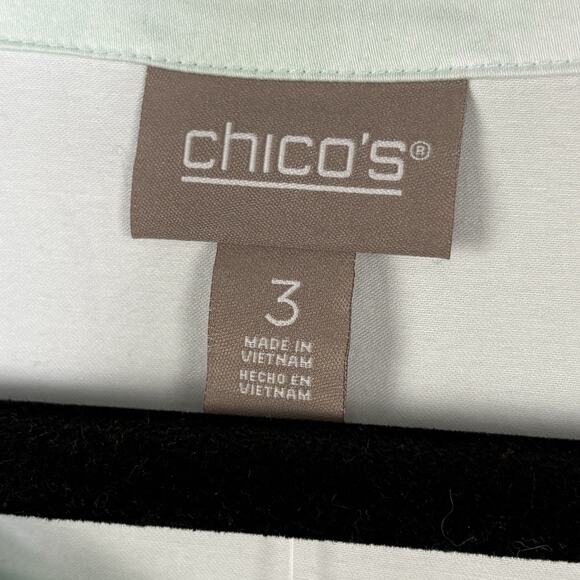 chico's®
3
MADE IN
VIETNAM
HECHO EN
VIETNAM